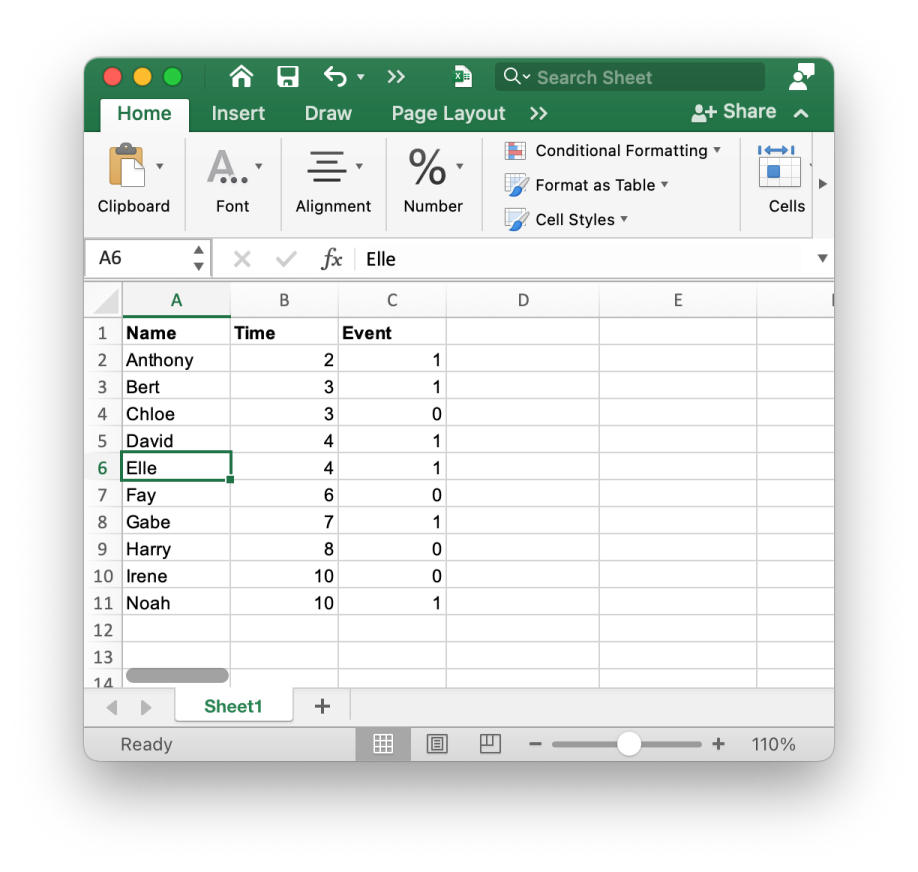 Search Sheet
Home Insert Draw Page Layout >> Share
Clipboard
Font
Alignment
%
Number
Conditional Formatting
Format as Table
Cell Styles
Cells
A6 fx Elle
A B C D E
1 Name Time Event
2 Anthony 2 1
3 Bert 3 1
4 Chloe 3 0
5 David 4 1
6 Elle 4 1
7 Fay 6 0
8 Gabe 7 1
9 Harry 8 0
10 Irene 10 0
11 Noah 10 1
12
13
14
Sheet1 +
Ready 110%